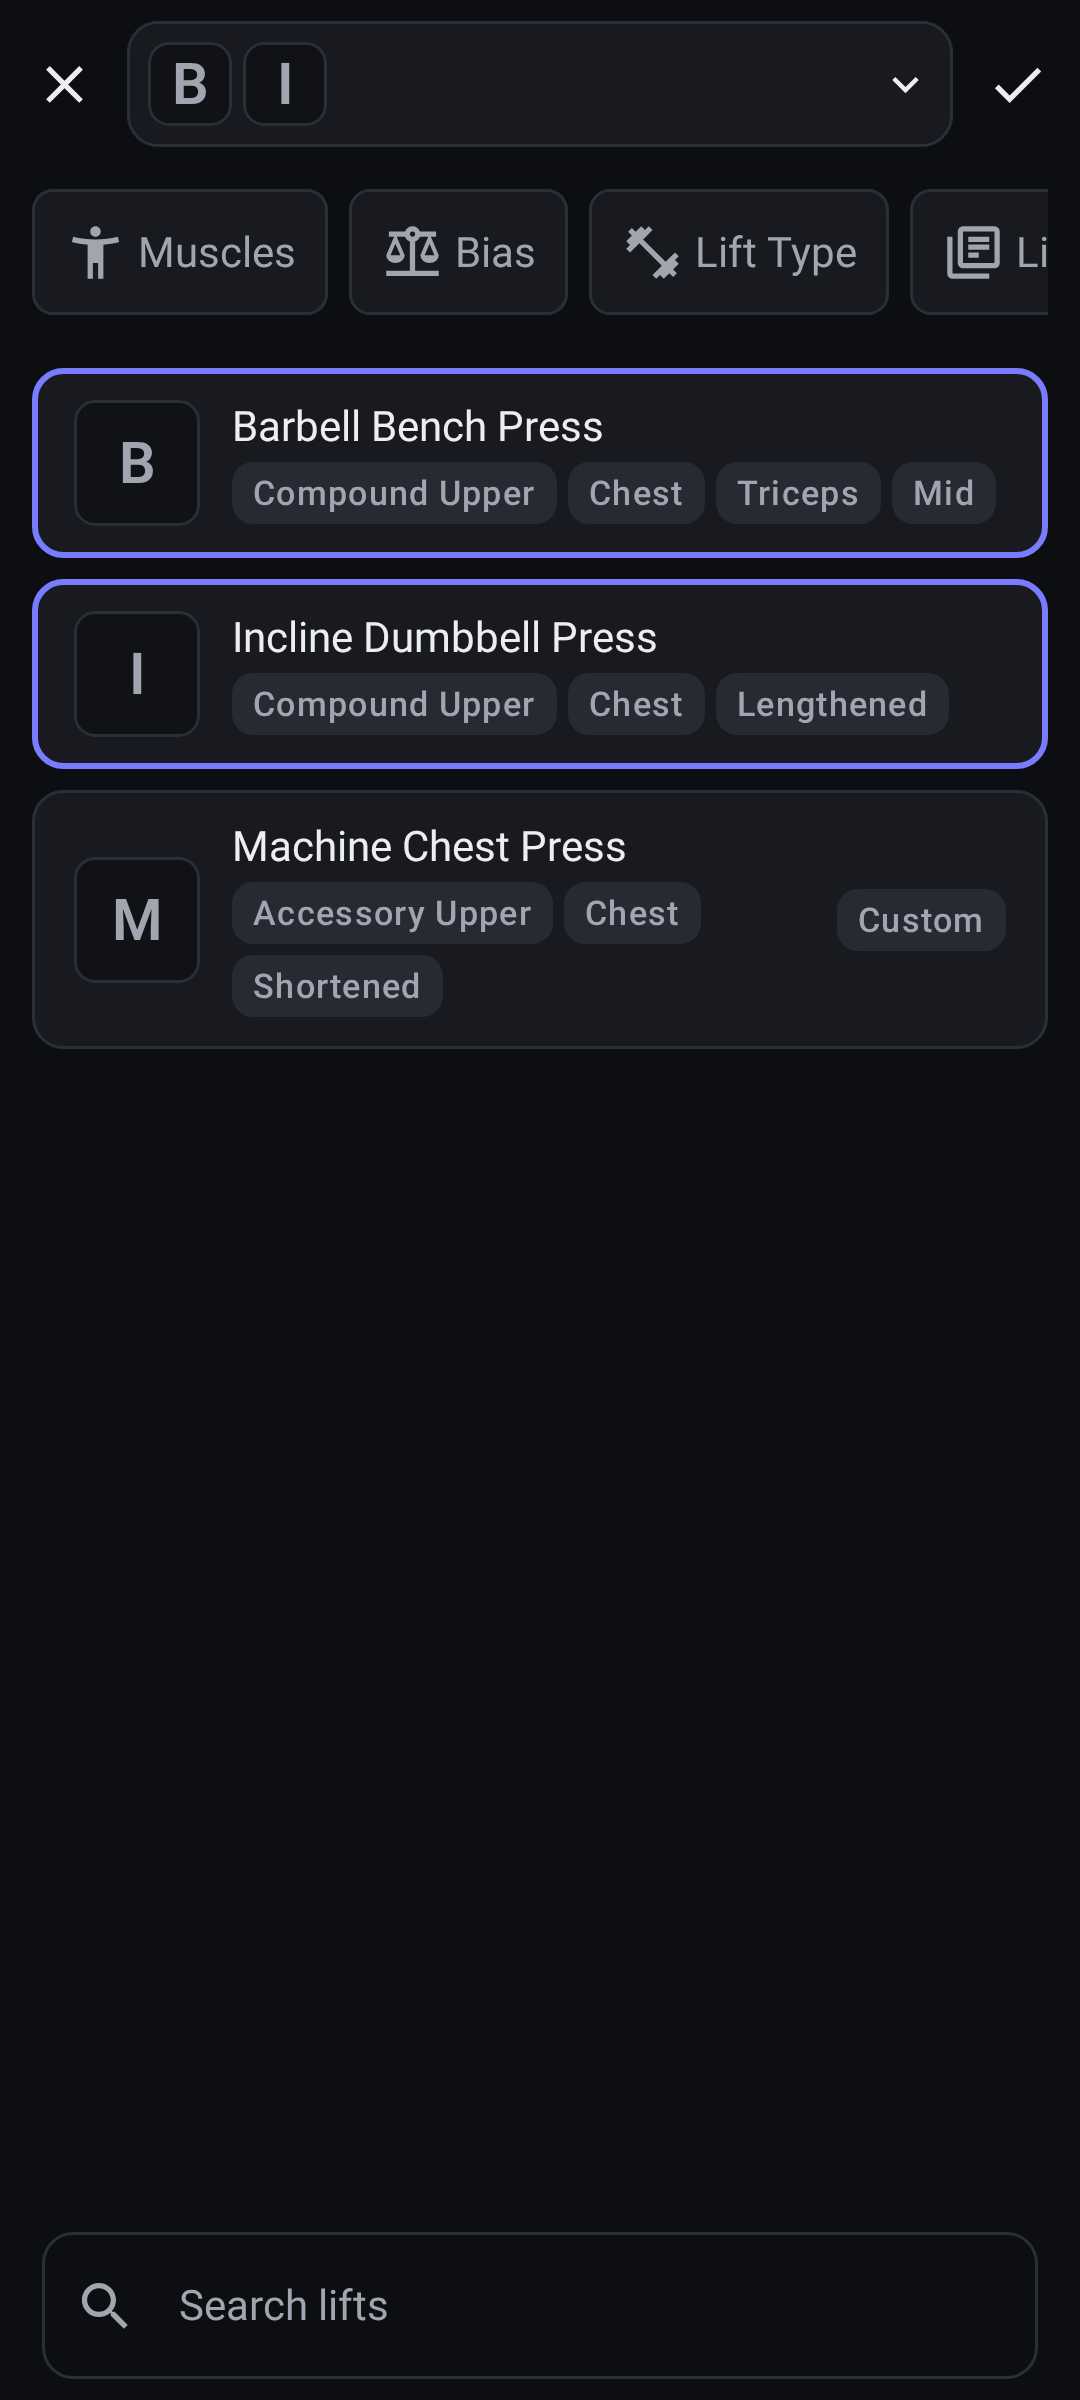 B I
Muscles Bias Lift Type Li
B
Barbell Bench Press
Compound Upper Chest Triceps Mid
I
Incline Dumbbell Press
Compound Upper Chest Lengthened
M
Machine Chest Press
Accessory Upper Chest
Shortened
Custom
Search lifts